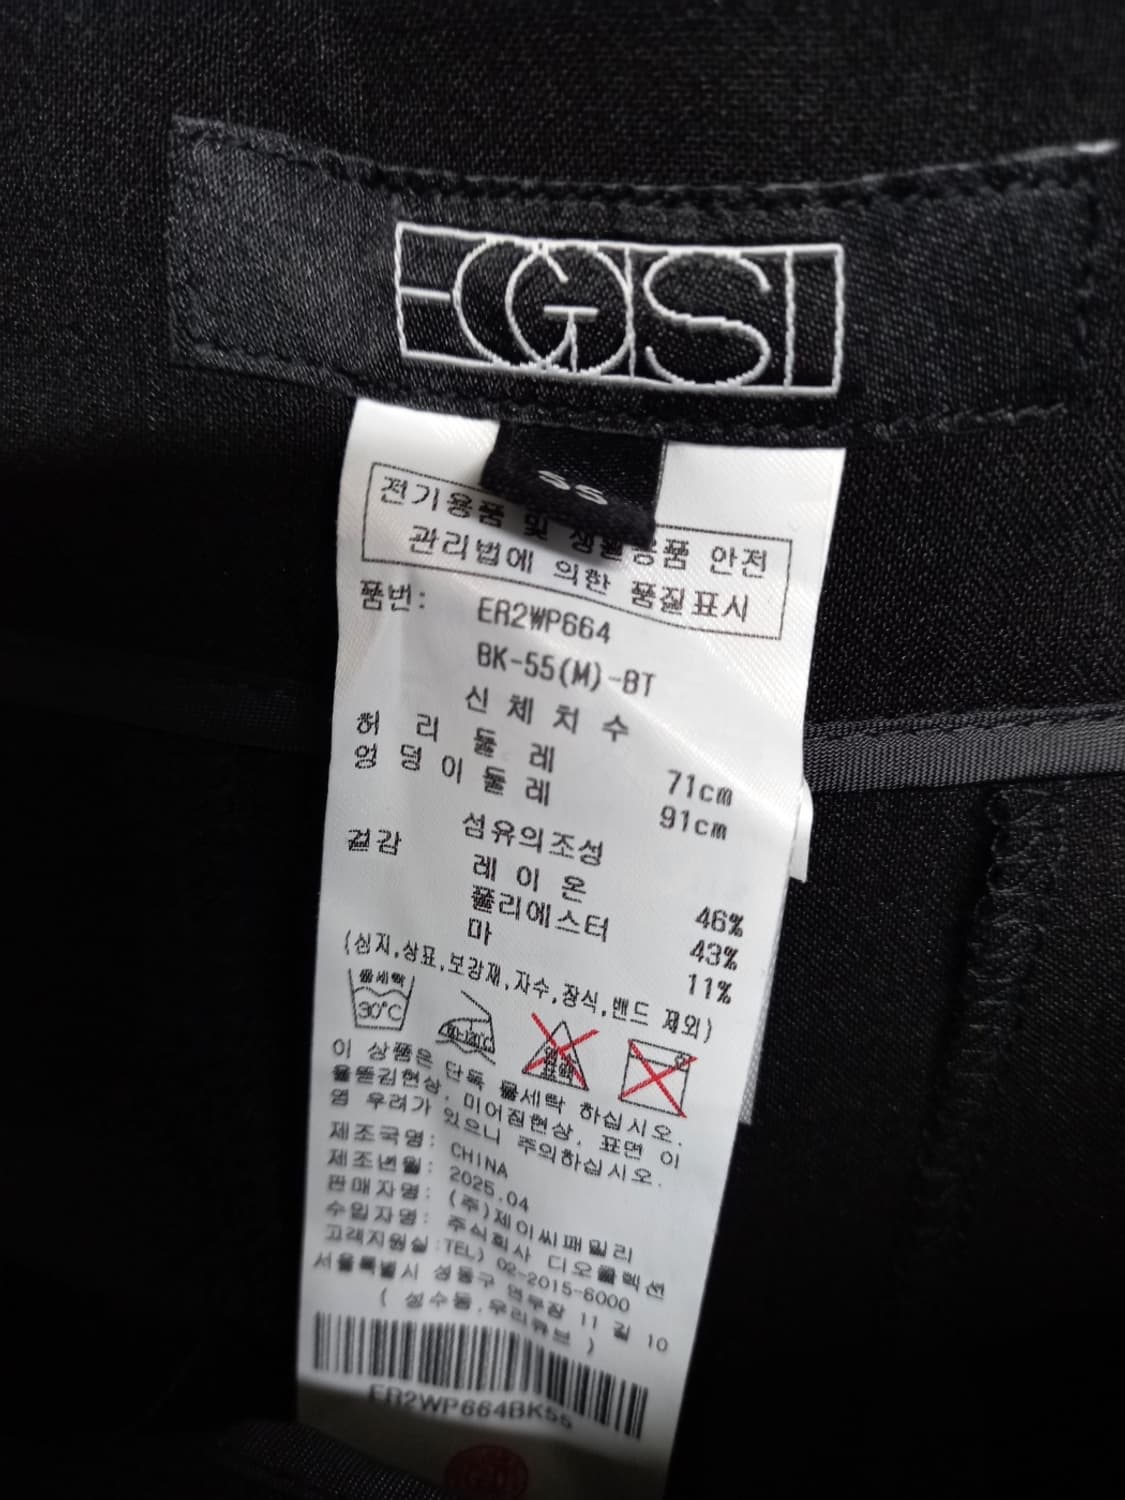 EGISI
SS
전기용품 및 생활용품 안전
관리법에 의한 품질표시
품번: ER2WP664
BK-55(M)-BT
신체치수
허리둘레 71cm
엉덩이둘레 91cm
섬유의조성
겉감 레이온 46%
폴리에스터 43%
마 11%
(심지,상표,보강재,자수,장식,밴드 제외)
물세탁
30℃
이 상품은 단독 물세탁 하십시오.
올뜯김현상, 미어짐현상, 표면 이
염 우려가 있으니 주의하십시오.
제조국명: CHINA
제조년월: 2025.04
판매자명: (주)제이씨패밀리
수입자명: 주식회사 디오콜렉션
고객지원실:TEL) 02-2015-6000
서울특별시 성동구 연무장 11 길 10
( 성수동,우리큐브 )
ER2WP664BK55